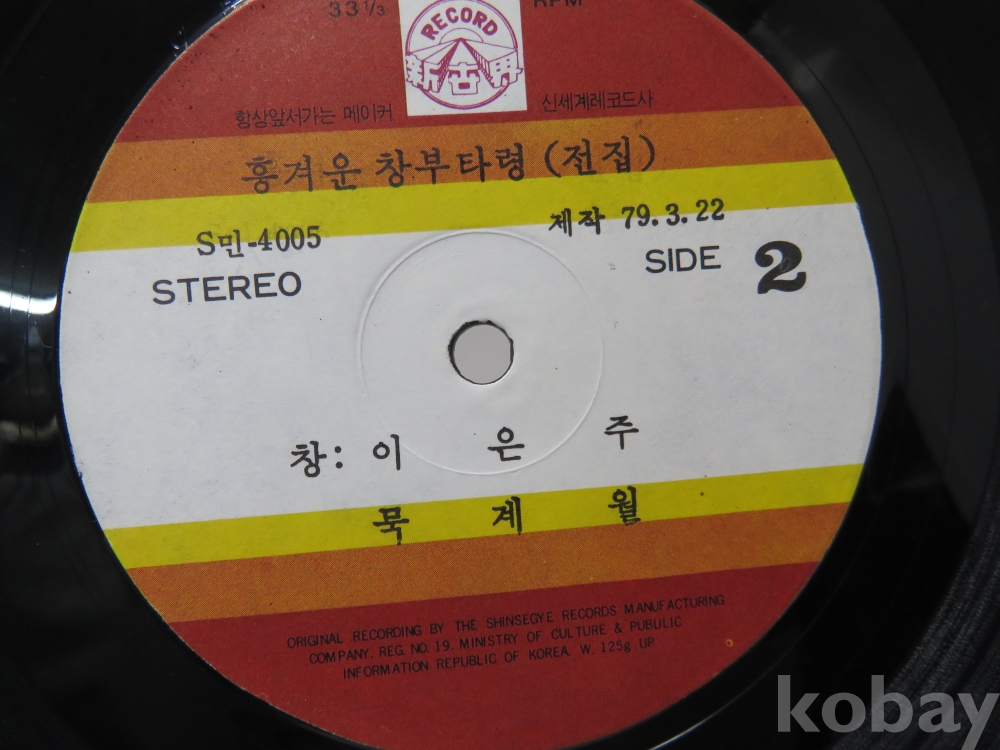 33 1/3 RPM
RECORD
新世界
항상앞서가는 메이커 신세계레코드사
흥겨운 창부타령 (전집)
S민-4005 제작 79.3.22
STEREO SIDE 2
창: 이 은 주
묵 계 월
ORIGINAL RECORDING BY THE SHINSEGYE RECORDS MANUFACTURING
COMPANY. REG. NO. 19. MINISTRY OF CULTURE & PUBULIC
INFORMATION REPUBLIC OF KOREA. W. 125g UP
kobay